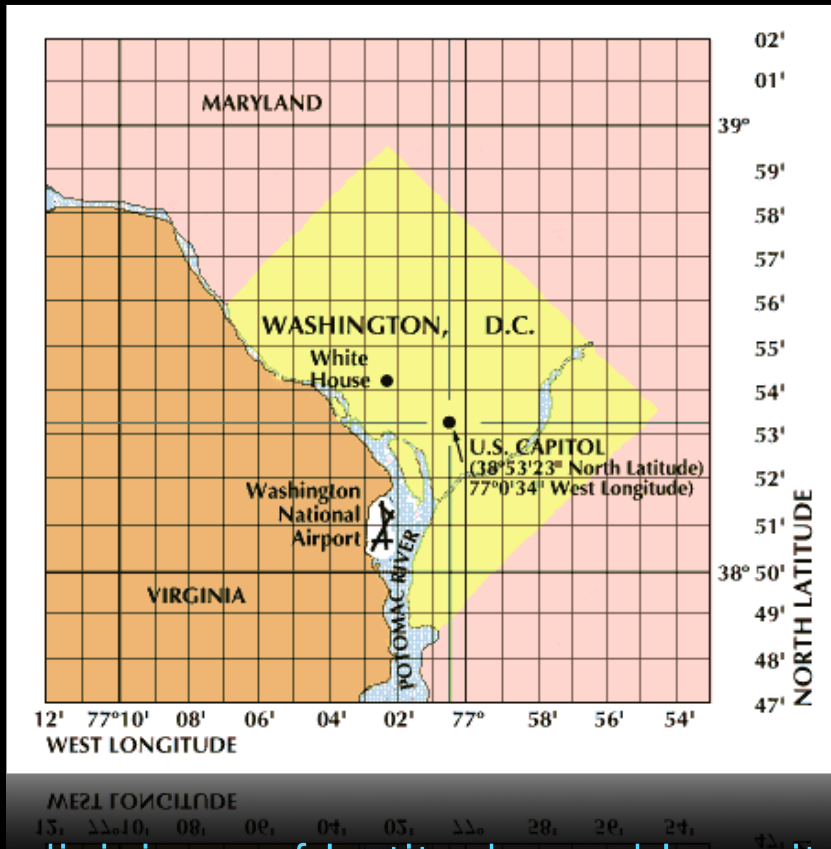 02'
01'
MARYLAND
39°
59'
58'
57'
56'
WASHINGTON, D.C.
55'
White
House
54'
53'
U.S. CAPITOL
(38°53'23" North Latitude)
77°0'34" West Longitude)
52'
Washington
National
Airport
51'
POTOMAC RIVER
38° 50'
VIRGINIA
49'
48'
47'
NORTH LATITUDE
12' 77°10' 08' 06' 04' 02' 77° 58' 56' 54'
WEST LONGITUDE